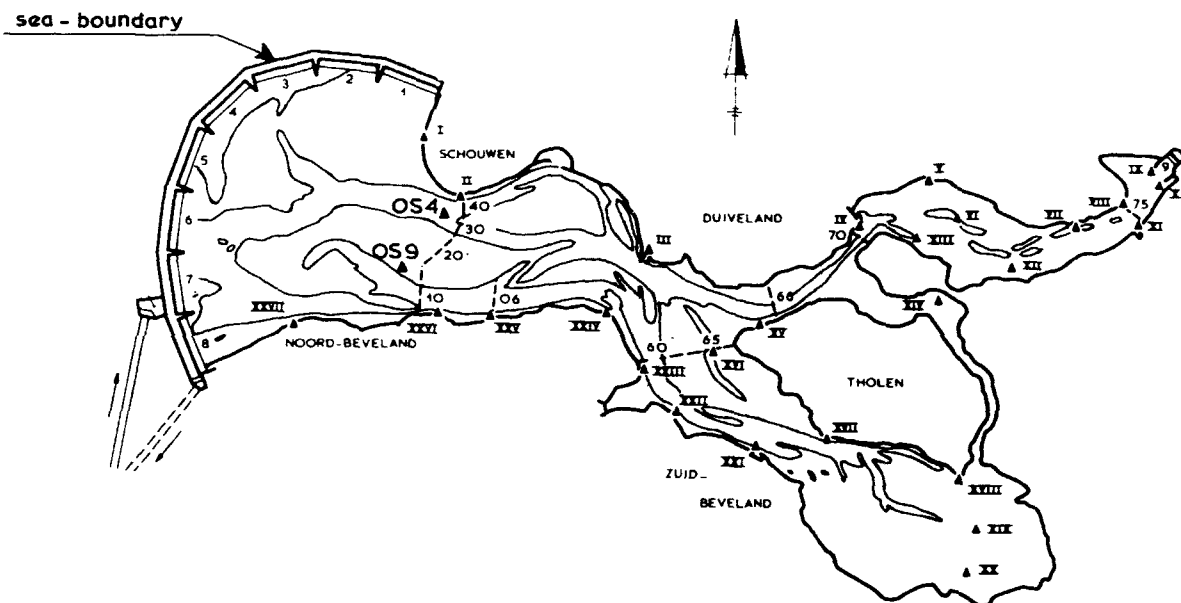 sea-boundary
3
2
1
4
I
SCHOUWEN
5
II
OS4
40
30
6
20
OS9
7
10
06
XXVII
XXVI
XXV
XXIV
8
NOORD-BEVELAND
III
DUIVELAND
IV
70
V
VI
VII
VIII
IX
9
X
75
XI
XIII
XII
XIV
66
XV
60
65
XVI
XXIII
THOLEN
XXII
XVII
XXI
ZUID-
BEVELAND
XVIII
XIX
XX